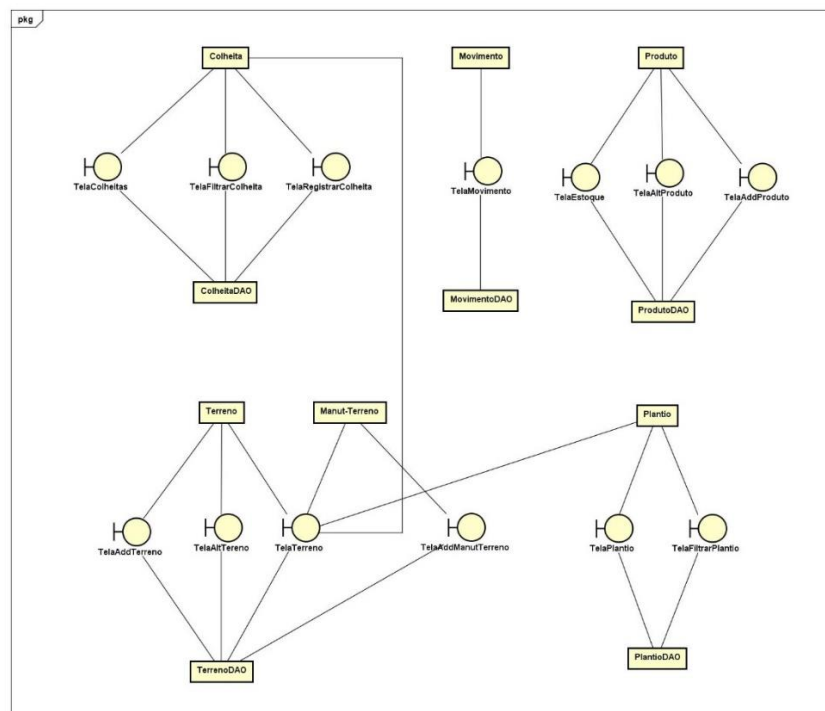 pkg
Colheita
Movimento
Produto
TelaColheitas
TelaFiltrarColheita
TelaRegistrarColheita
TelaMovimento
TelaEstoque
TelaAltProduto
TelaAddProduto
ColheitaDAO
MovimentoDAO
ProdutoDAO
Terreno
Manut-Terreno
Plantio
TelaAddTerreno
TelaAltTereno
TelaTerreno
TelaAddManutTerreno
TelaPlantio
TelaFiltrarPlantio
TerrenoDAO
PlantioDAO